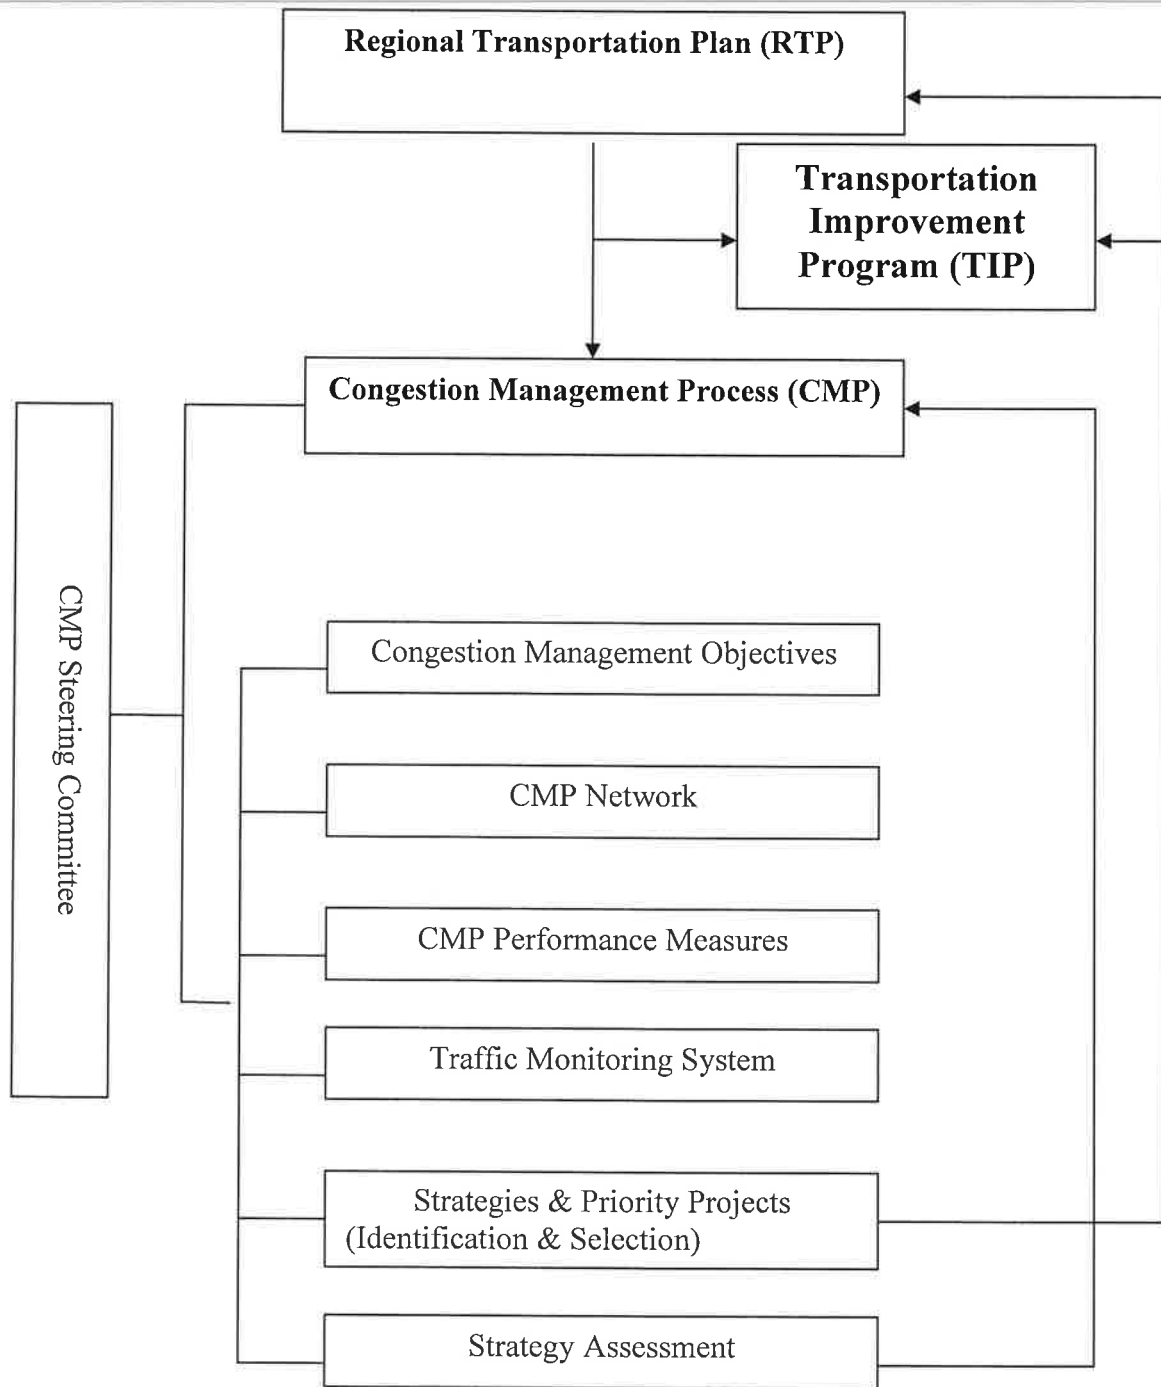 Regional Transportation Plan (RTP)
Transportation
Improvement
Program (TIP)
Congestion Management Process (CMP)
CMP Steering Committee
Congestion Management Objectives
CMP Network
CMP Performance Measures
Traffic Monitoring System
Strategies & Priority Projects
(Identification & Selection)
Strategy Assessment